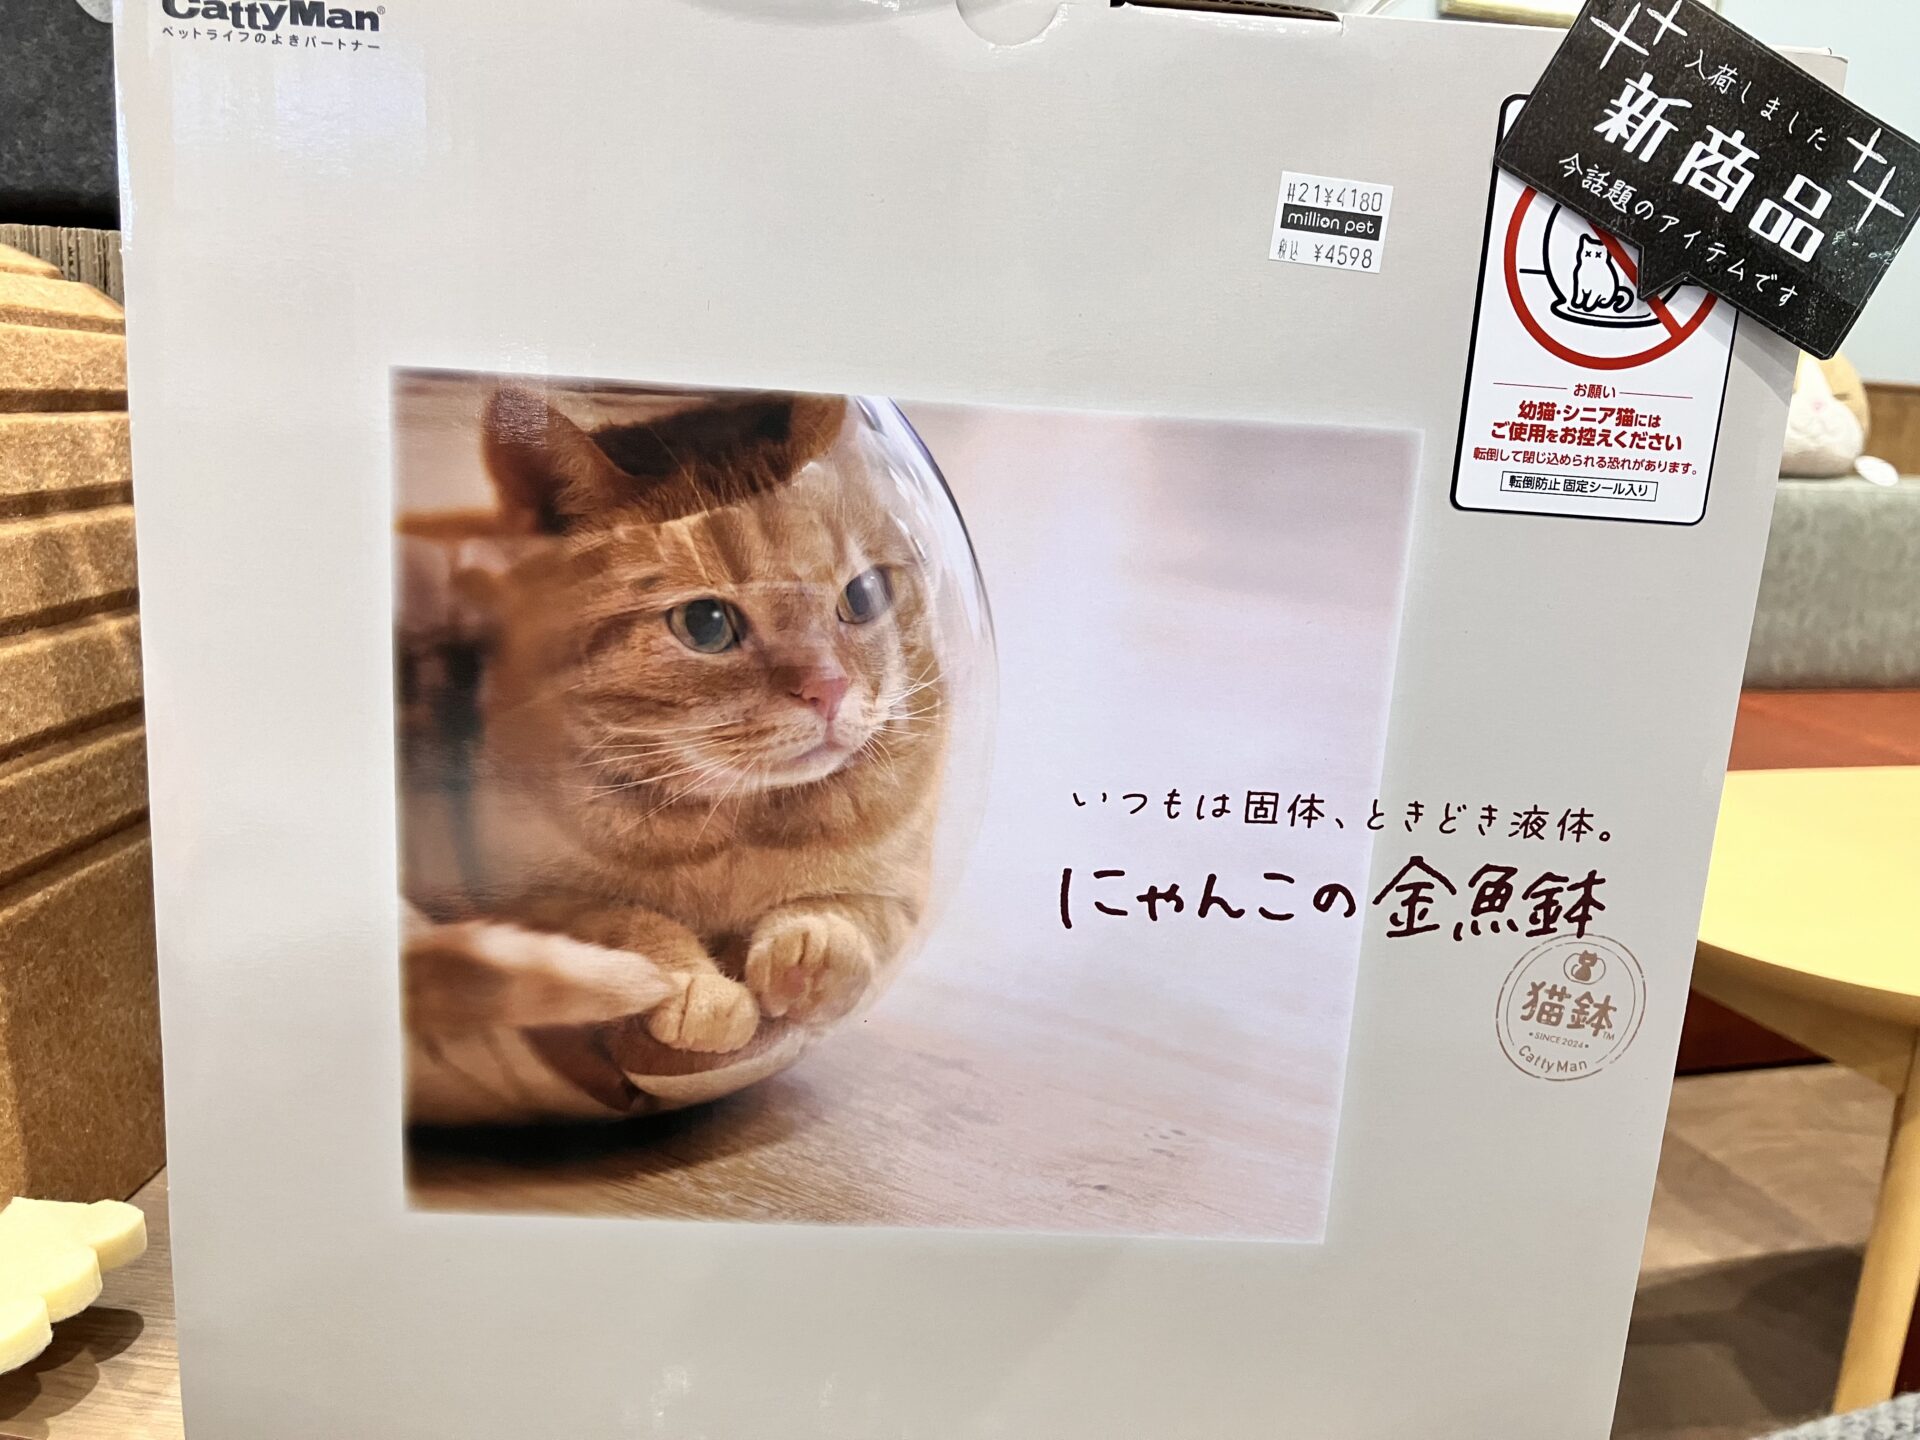 CattyMan®
ペットライフのよきパートナー
入荷しました
新商品
今話題のアイテムです
#21¥4180
million pet
税込 ¥4598
お願い
幼猫・シニア猫には
ご使用をお控えください
転倒して閉じ込められる恐れがあります。
転倒防止 固定シール入り
いつもは固体、ときどき液体。
にゃんこの金魚鉢
猫鉢™
•SINCE 2024•
CattyMan